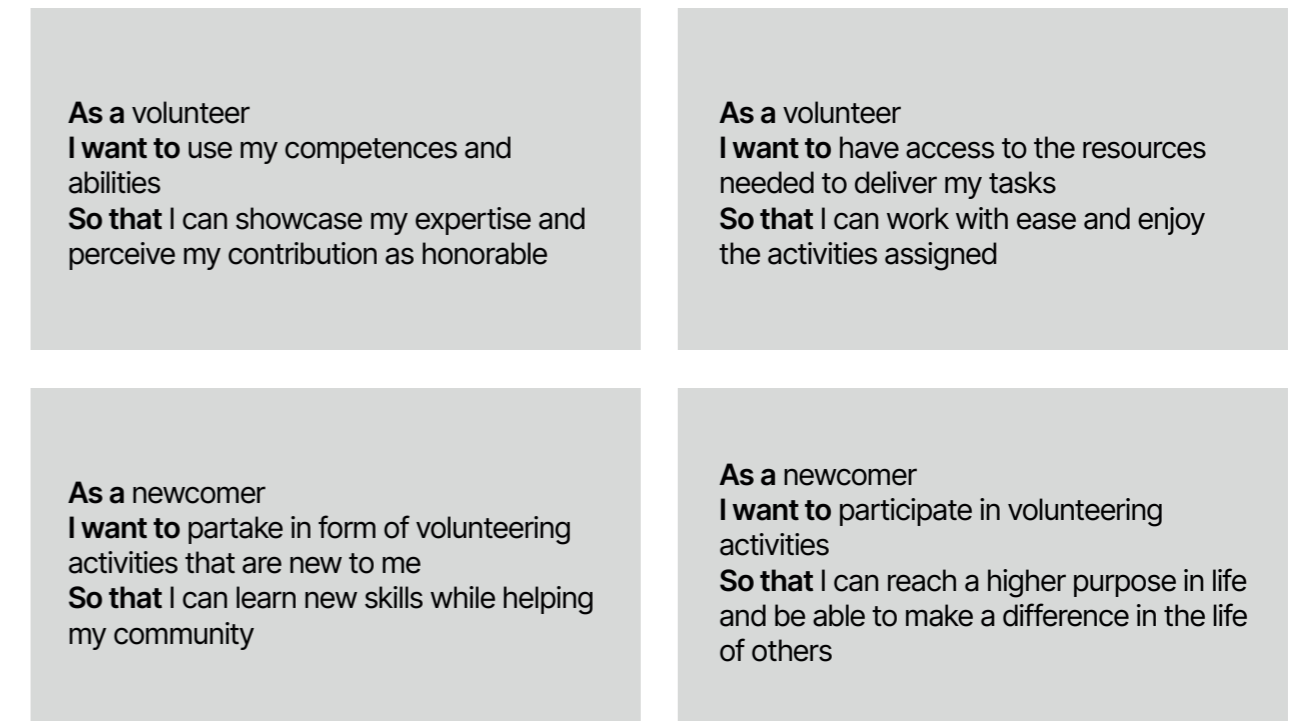 As a volunteer
I want to use my competences and
abilities
So that I can showcase my expertise and
perceive my contribution as honorable
As a volunteer
I want to have access to the resources
needed to deliver my tasks
So that I can work with ease and enjoy
the activities assigned
As a newcomer
I want to partake in form of volunteering
activities that are new to me
So that I can learn new skills while helping
my community
As a newcomer
I want to participate in volunteering
activities
So that I can reach a higher purpose in life
and be able to make a difference in the life
of others